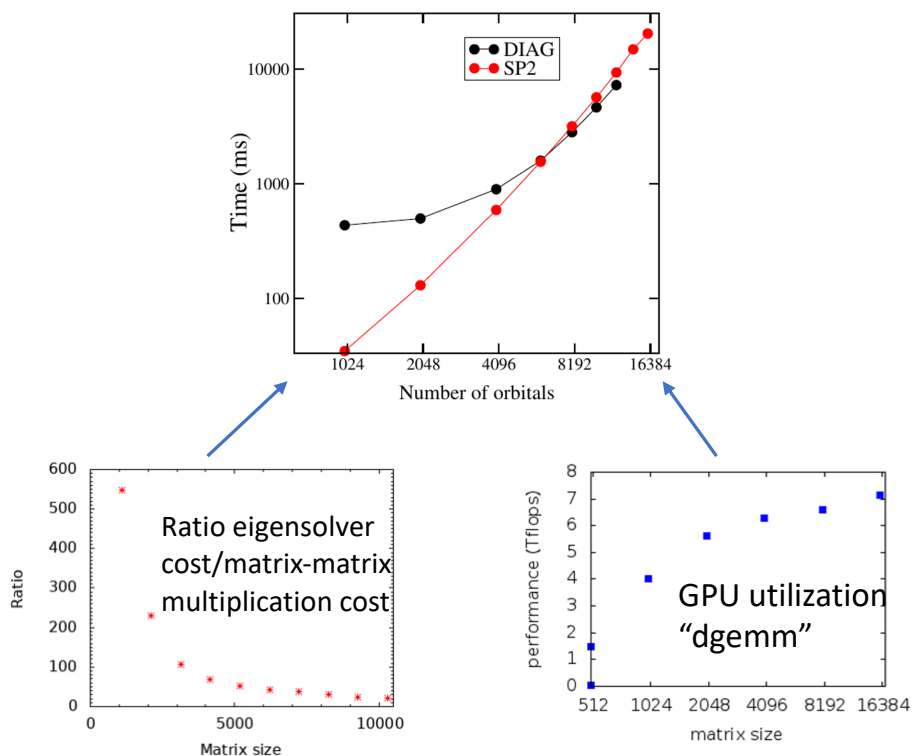 DIAG
SP2
10000
1000
100
Time (ms)
1024 2048 4096 8192 16384
Number of orbitals
600
500
400
300
200
100
0
Ratio
Ratio eigensolver
cost/matrix-matrix
multiplication cost
0 5000 10000
Matrix size
8
7
6
5
4
3
2
1
0
performance (Tflops)
GPU utilization
“dgemm”
512 1024 2048 4096 8192 16384
matrix size